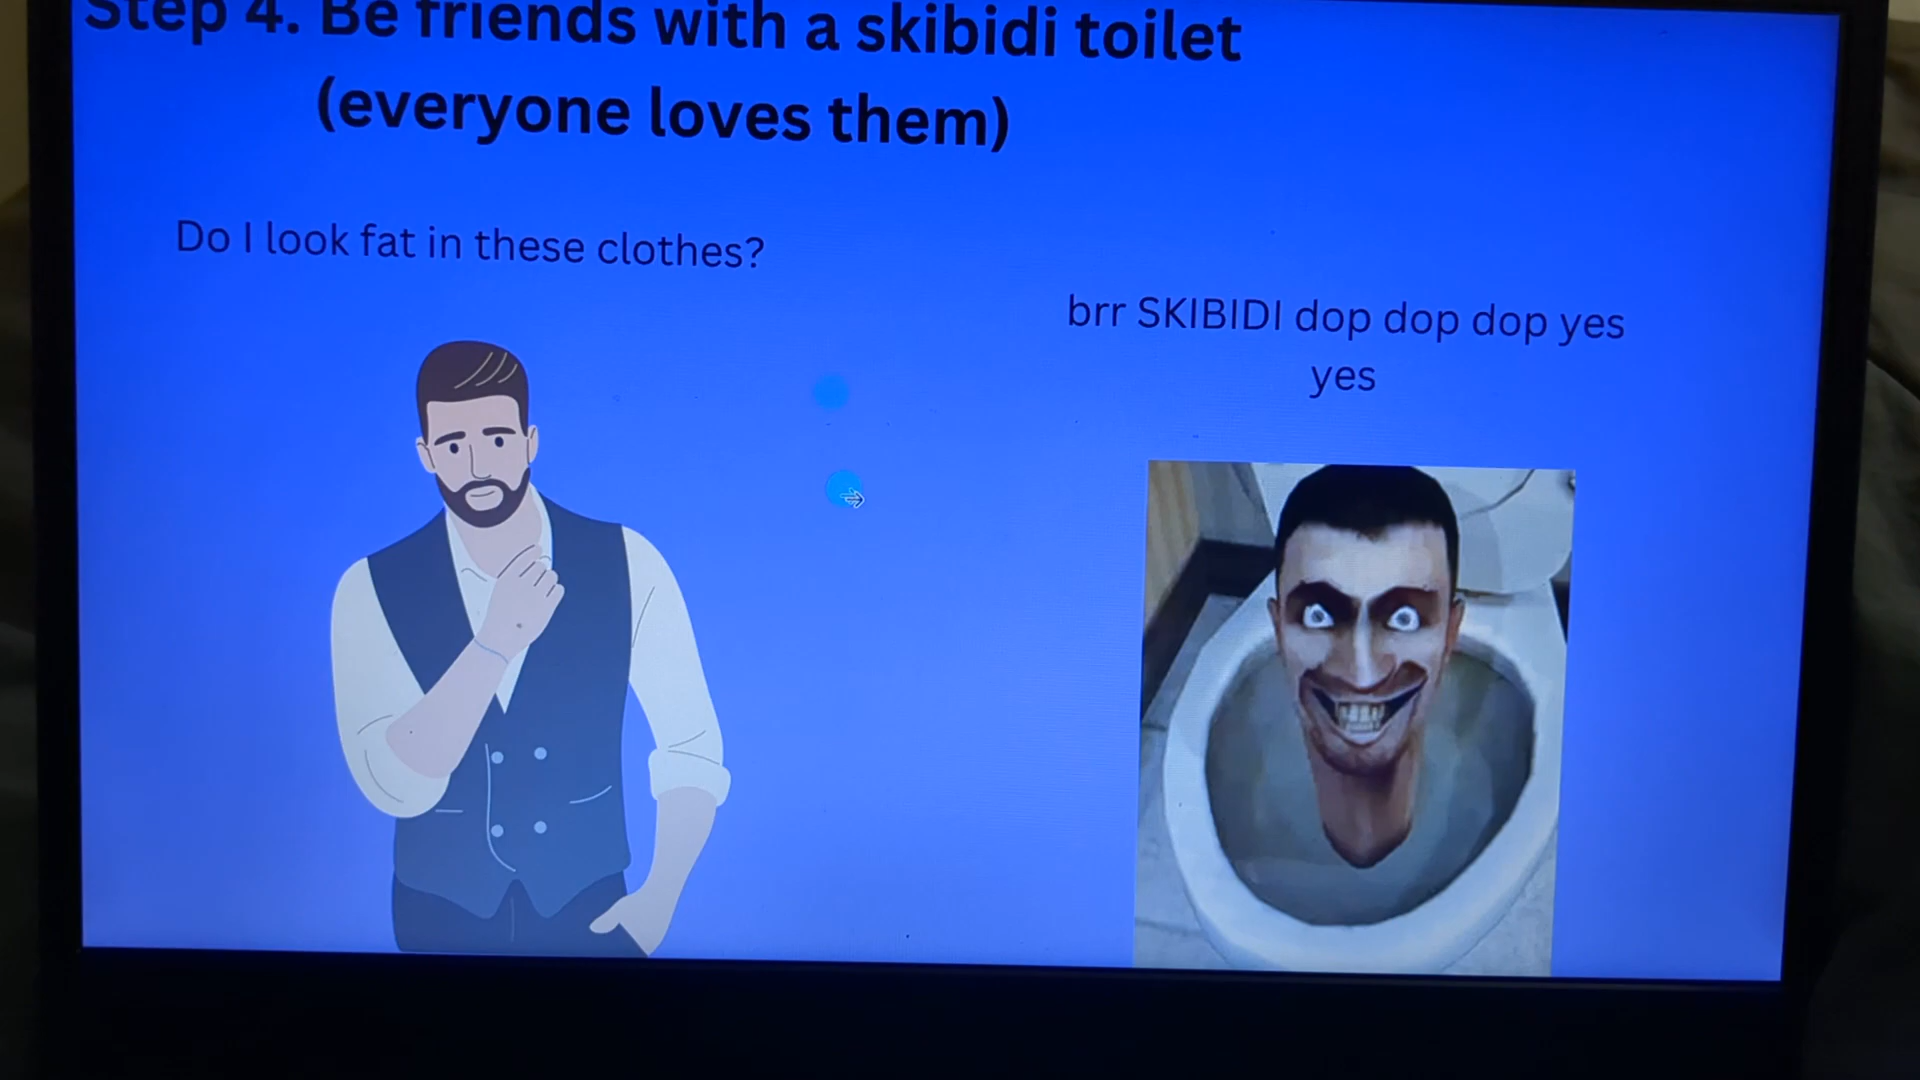 Step 4. Be friends with a skibidi toilet
(everyone loves them)
Do I look fat in these clothes?
brr SKIBIDI dop dop dop yes
yes